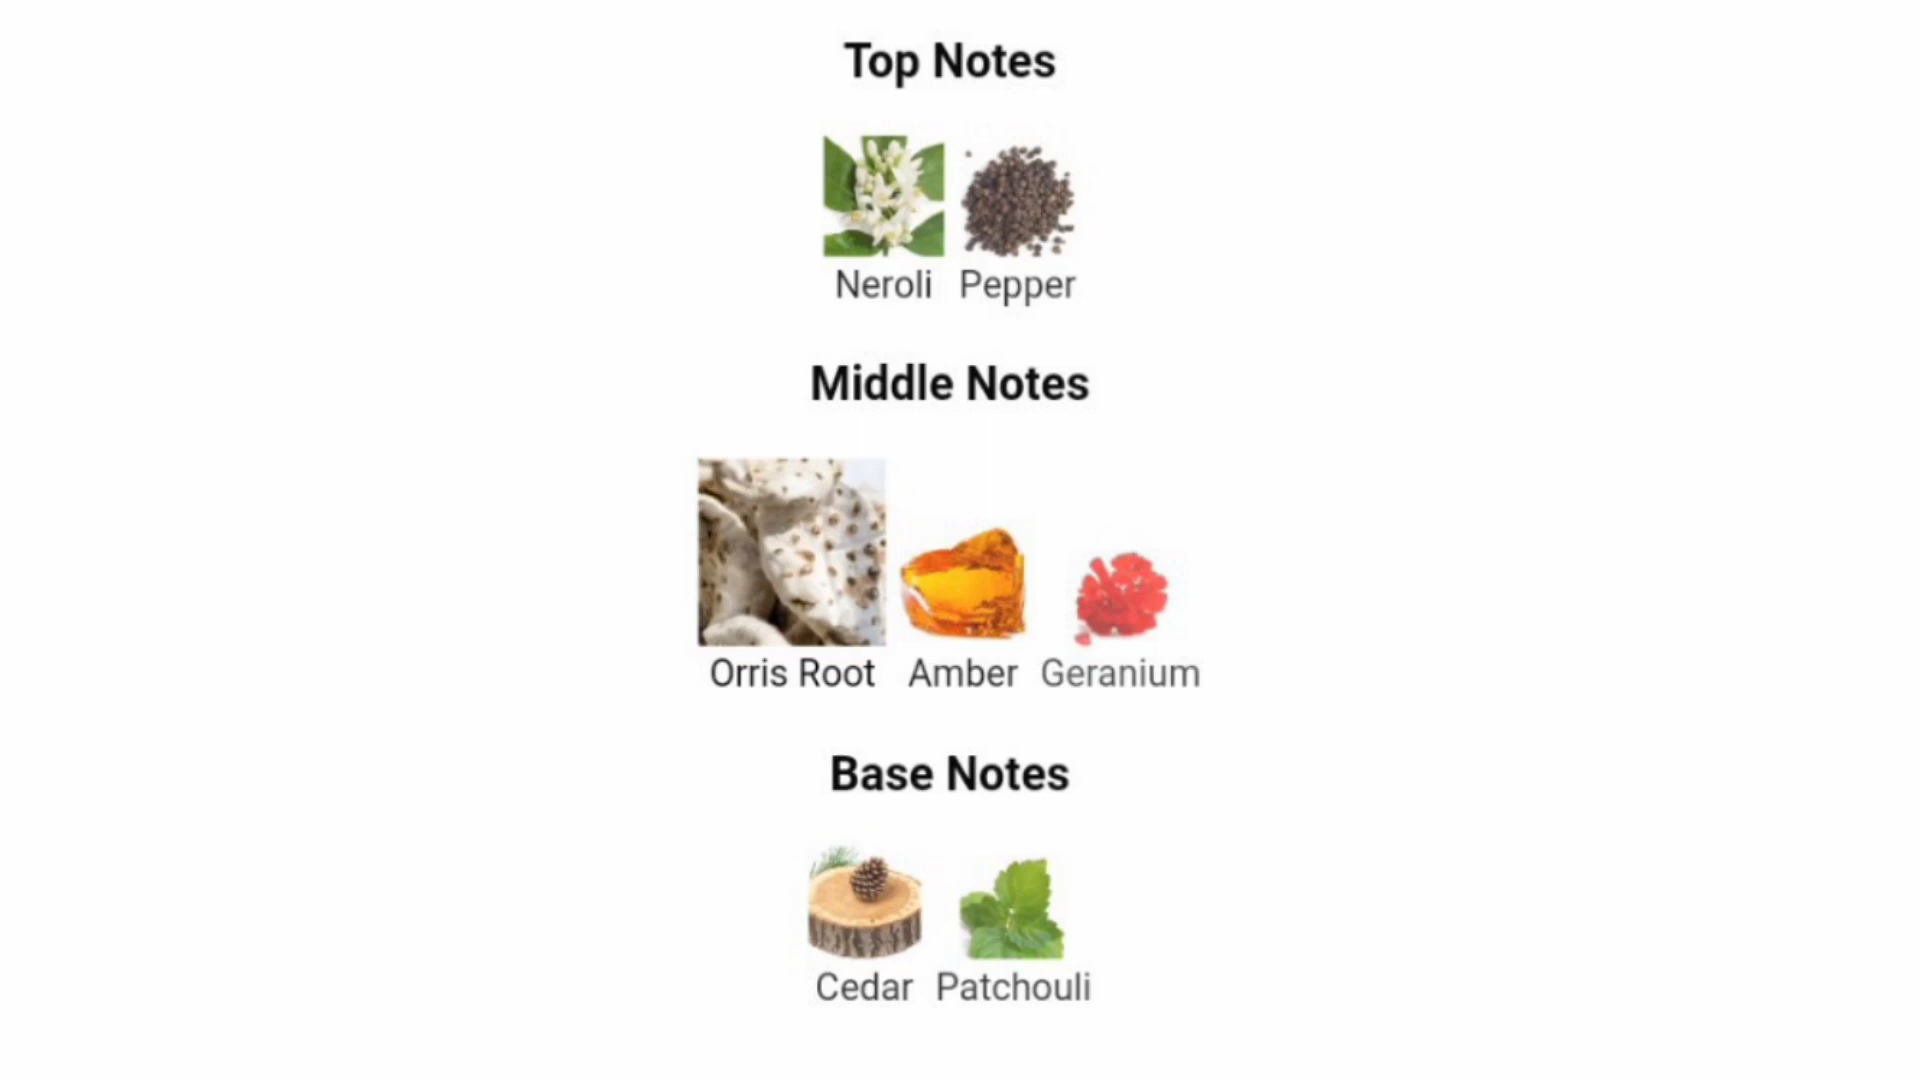 Top Notes
Neroli Pepper
Middle Notes
Orris Root Amber Geranium
Base Notes
Cedar Patchouli